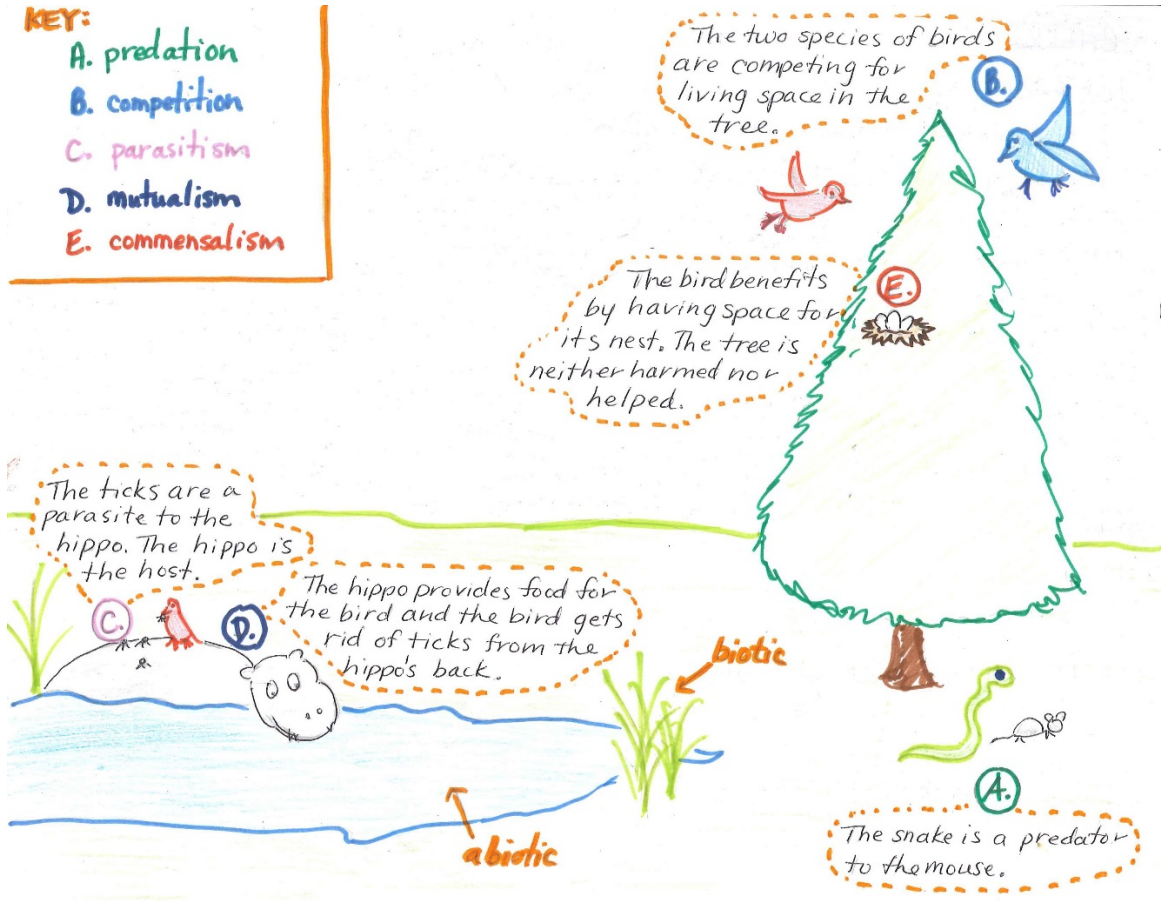 KEY:
A. predation
B. competition
C. parasitism
D. mutualism
E. commensalism
The two species of birds
are competing for
living space in the
tree.
B.
The bird benefits
by having space for
its nest. The tree is
neither harmed nor
helped.
E.
The ticks are a
parasite to the
hippo. The hippo is
the host.
C.
D.
The hippo provides food for
the bird and the bird gets
rid of ticks from the
hippo's back.
biotic
abiotic
A.
The snake is a predator
to the mouse.